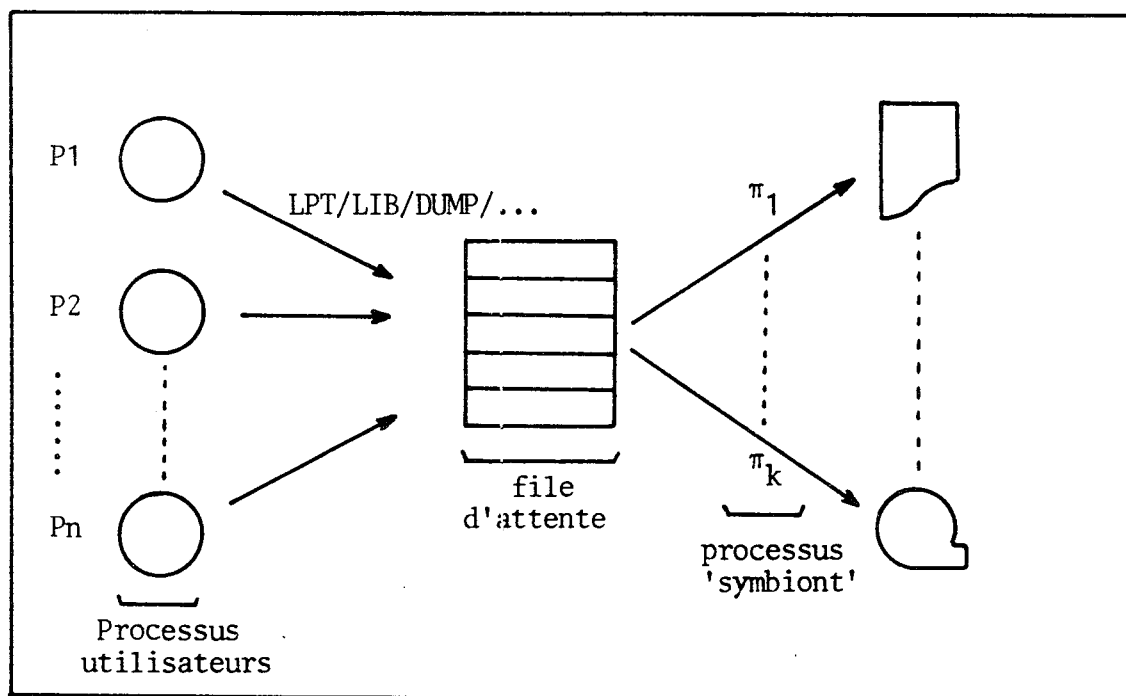 P1
LPT/LIB/DUMP/...
π1
P2
πk
file
d'attente
Pn
processus
'symbiont'
Processus
utilisateurs